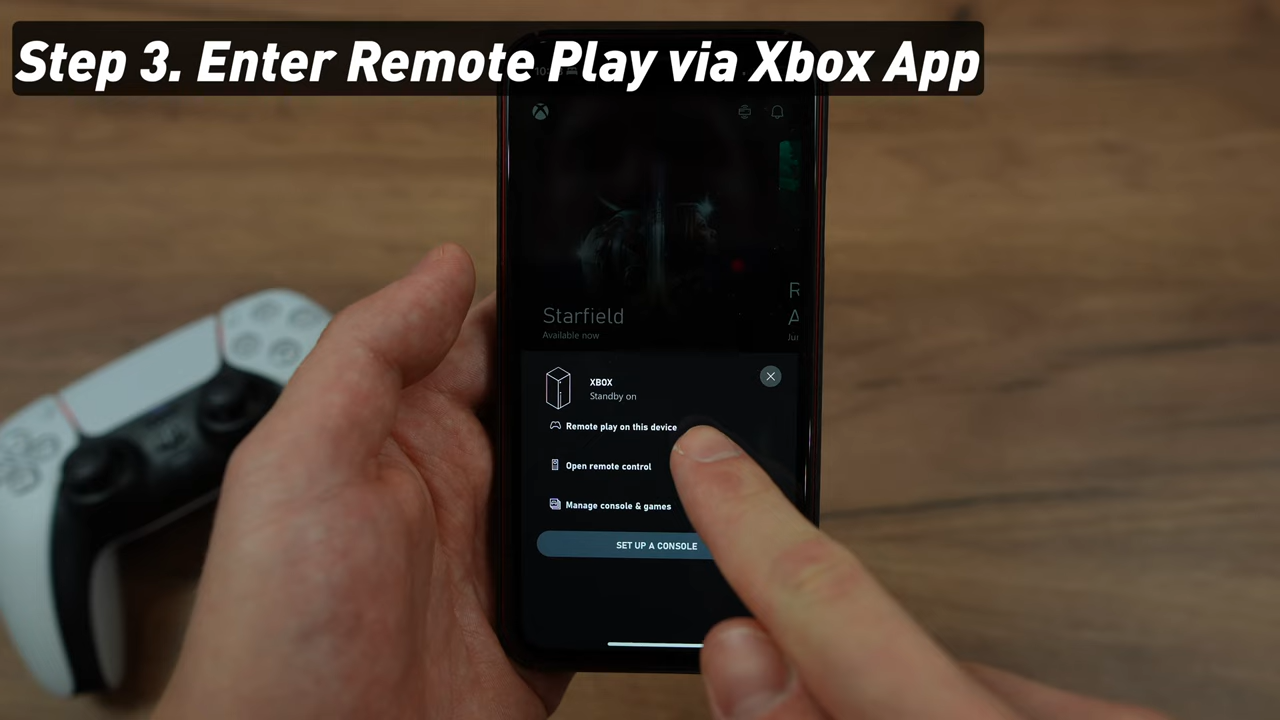 Step 3. Enter Remote Play via Xbox App
Starfield
Available now
R
A
XBOX
Standby on
Remote play on this device
Open remote control
Manage console & games
SET UP A CONSOLE